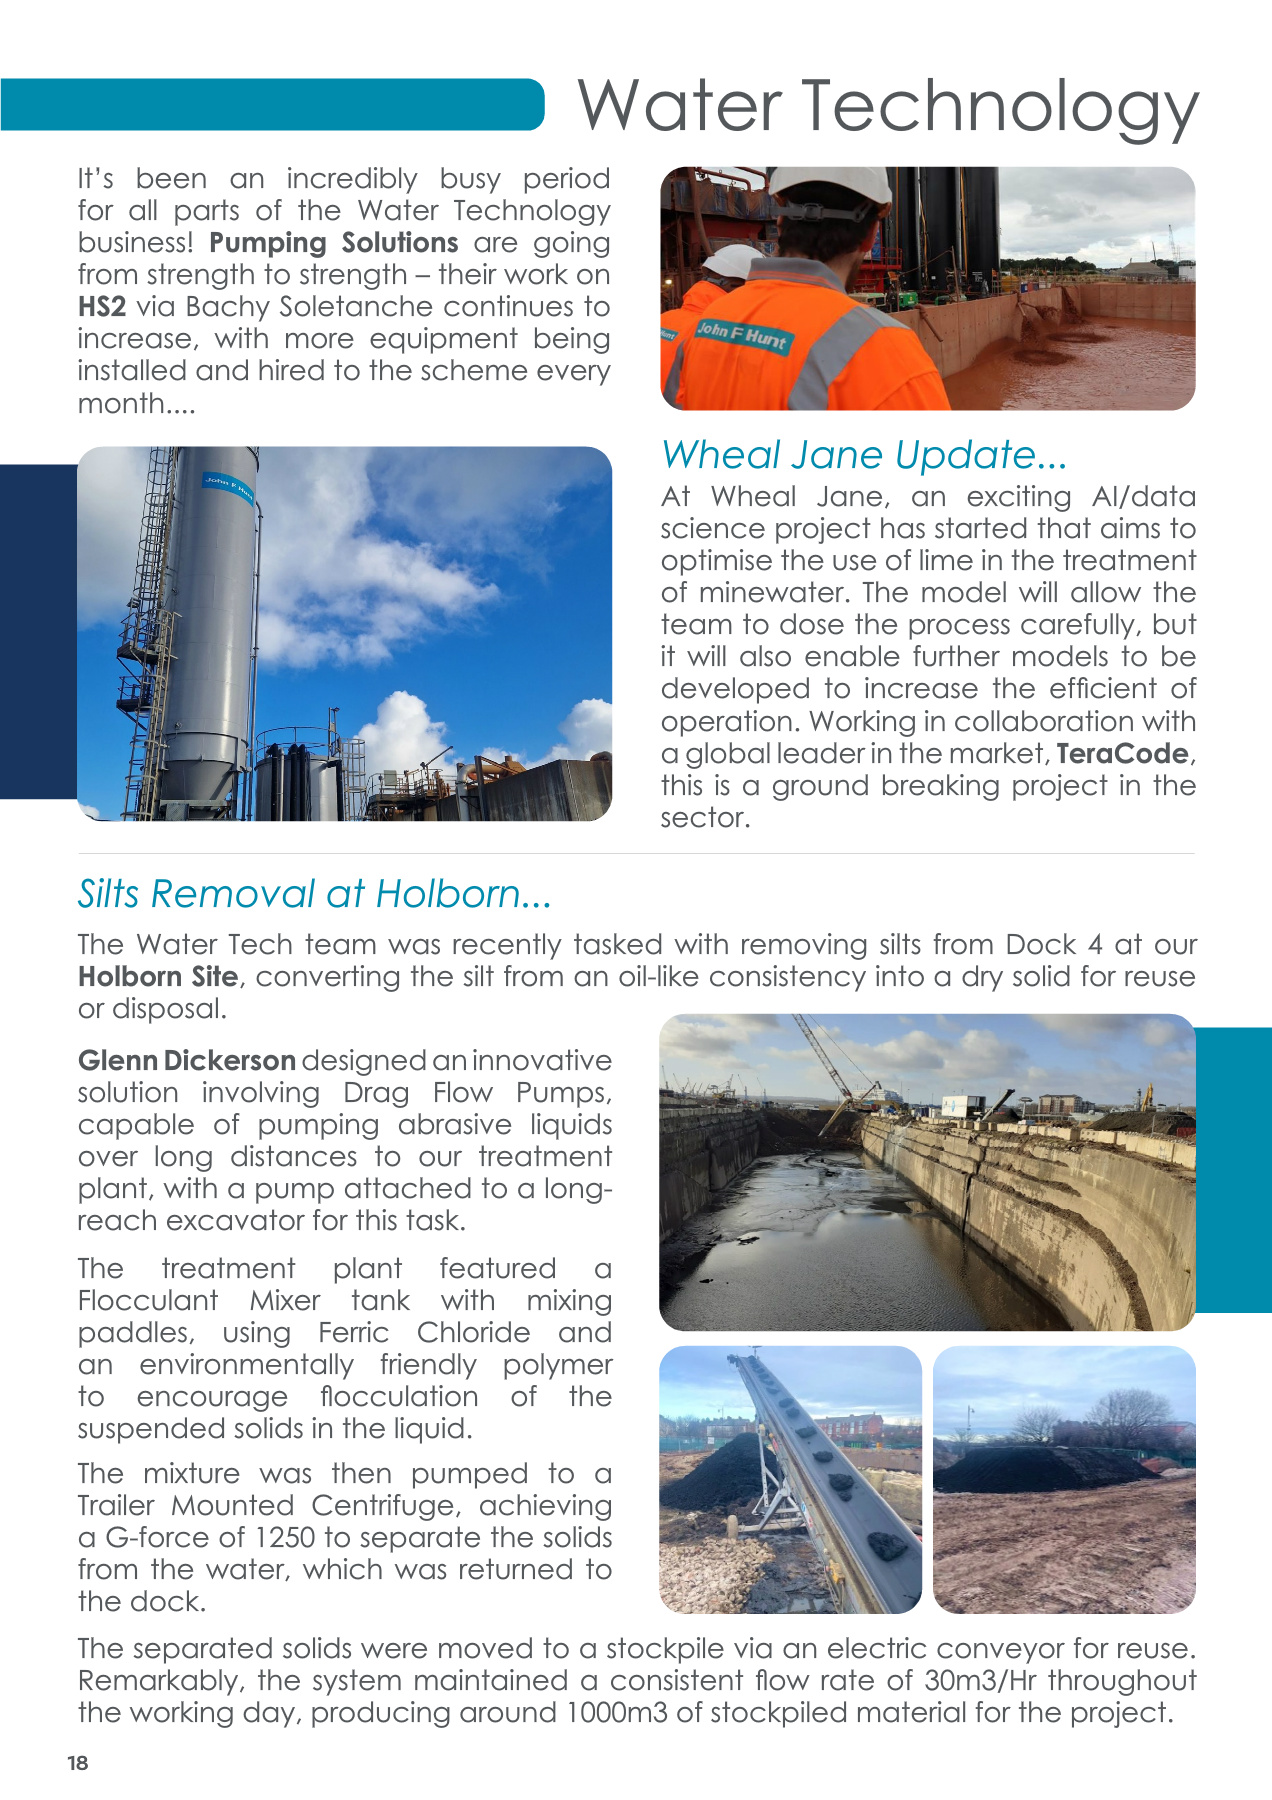 Water Technology
It's been an incredibly busy period
for all parts of the Water Technology
business! Pumping Solutions are going
from strength to strength – their work on
HS2 via Bachy Soletanche continues to
increase, with more equipment being
installed and hired to the scheme every
month....
John F Hunt
Hunt
John F Hunt
Wheal Jane Update...
At Wheal Jane, an exciting AI/data
science project has started that aims to
optimise the use of lime in the treatment
of minewater. The model will allow the
team to dose the process carefully, but
it will also enable further models to be
developed to increase the efficient of
operation. Working in collaboration with
a global leader in the market, TeraCode,
this is a ground breaking project in the
sector.
Silts Removal at Holborn...
The Water Tech team was recently tasked with removing silts from Dock 4 at our
Holborn Site, converting the silt from an oil-like consistency into a dry solid for reuse
or disposal.
Glenn Dickerson designed an innovative
solution involving Drag Flow Pumps,
capable of pumping abrasive liquids
over long distances to our treatment
plant, with a pump attached to a long-
reach excavator for this task.
The treatment plant featured a
Flocculant Mixer tank with mixing
paddles, using Ferric Chloride and
an environmentally friendly polymer
to encourage flocculation of the
suspended solids in the liquid.
The mixture was then pumped to a
Trailer Mounted Centrifuge, achieving
a G-force of 1250 to separate the solids
from the water, which was returned to
the dock.
The separated solids were moved to a stockpile via an electric conveyor for reuse.
Remarkably, the system maintained a consistent flow rate of 30m3/Hr throughout
the working day, producing around 1000m3 of stockpiled material for the project.
18